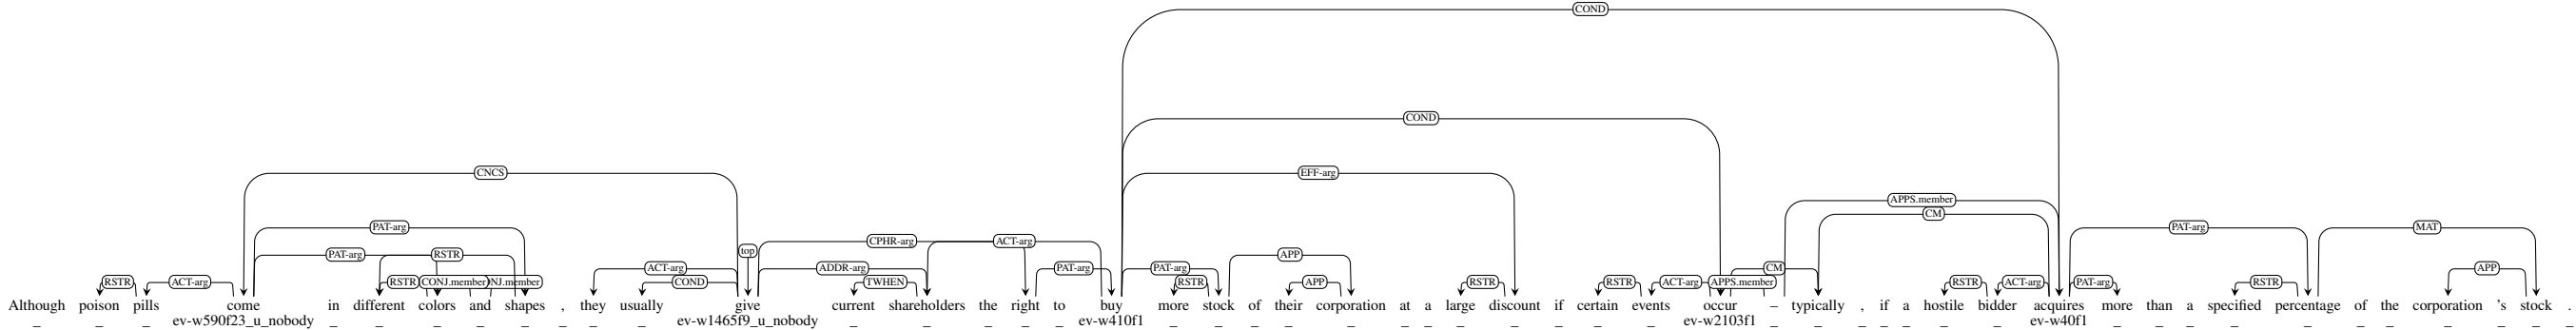 COND
COND
CNCS EFF-arg
APPS.member
PAT-arg CM PAT-arg MAT
CPHR-arg ACT-arg
PAT-arg RSTR top APP
ACT-arg ADDR-arg PAT-arg PAT-arg CM APP
RSTR ACT-arg RSTR CONJ.member NJ.member COND TWHEN RSTR APP RSTR RSTR ACT-arg APPS.member RSTR ACT-arg PAT-arg RSTR
Although poison pills come in different colors and shapes , they usually give current shareholders the right to buy more stock of their corporation at a large discount if certain events occur – typically , if a hostile bidder acquires more than a specified percentage of the corporation 's stock .
_ _ _ ev-w590f23_u_nobody _ _ _ _ _ _ _ _ ev-w1465f9_u_nobody _ _ _ _ _ ev-w410f1 _ _ _ _ _ _ _ _ _ _ _ _ ev-w2103f1 _ _ _ _ _ _ _ ev-w40f1 _ _ _ _ _ _ _ _ _ _ _